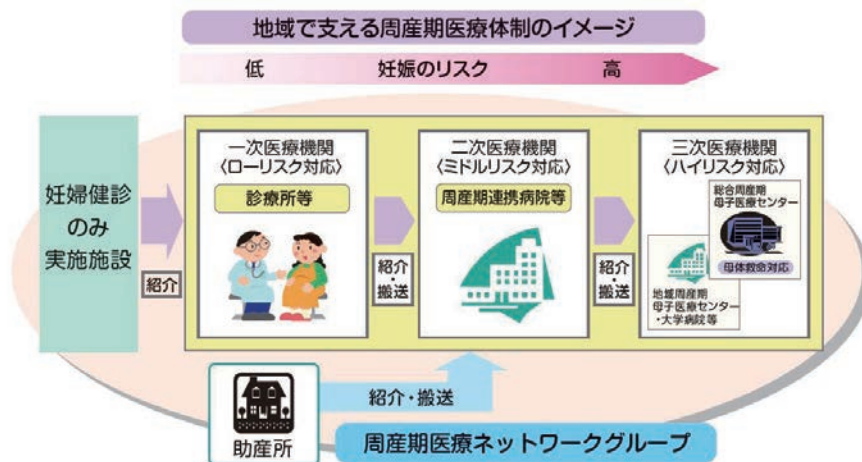 地域で支える周産期医療体制のイメージ
低 妊娠のリスク 高
妊婦健診
のみ
実施施設
紹介
一次医療機関
〈ローリスク対応〉
診療所等
紹介
・
搬送
二次医療機関
〈ミドルリスク対応〉
周産期連携病院等
紹介
・
搬送
三次医療機関
〈ハイリスク対応〉
総合周産期
母子医療センター
母体救命対応
地域周産期
母子医療センター
・大学病院等
助産所
紹介・搬送
周産期医療ネットワークグループ